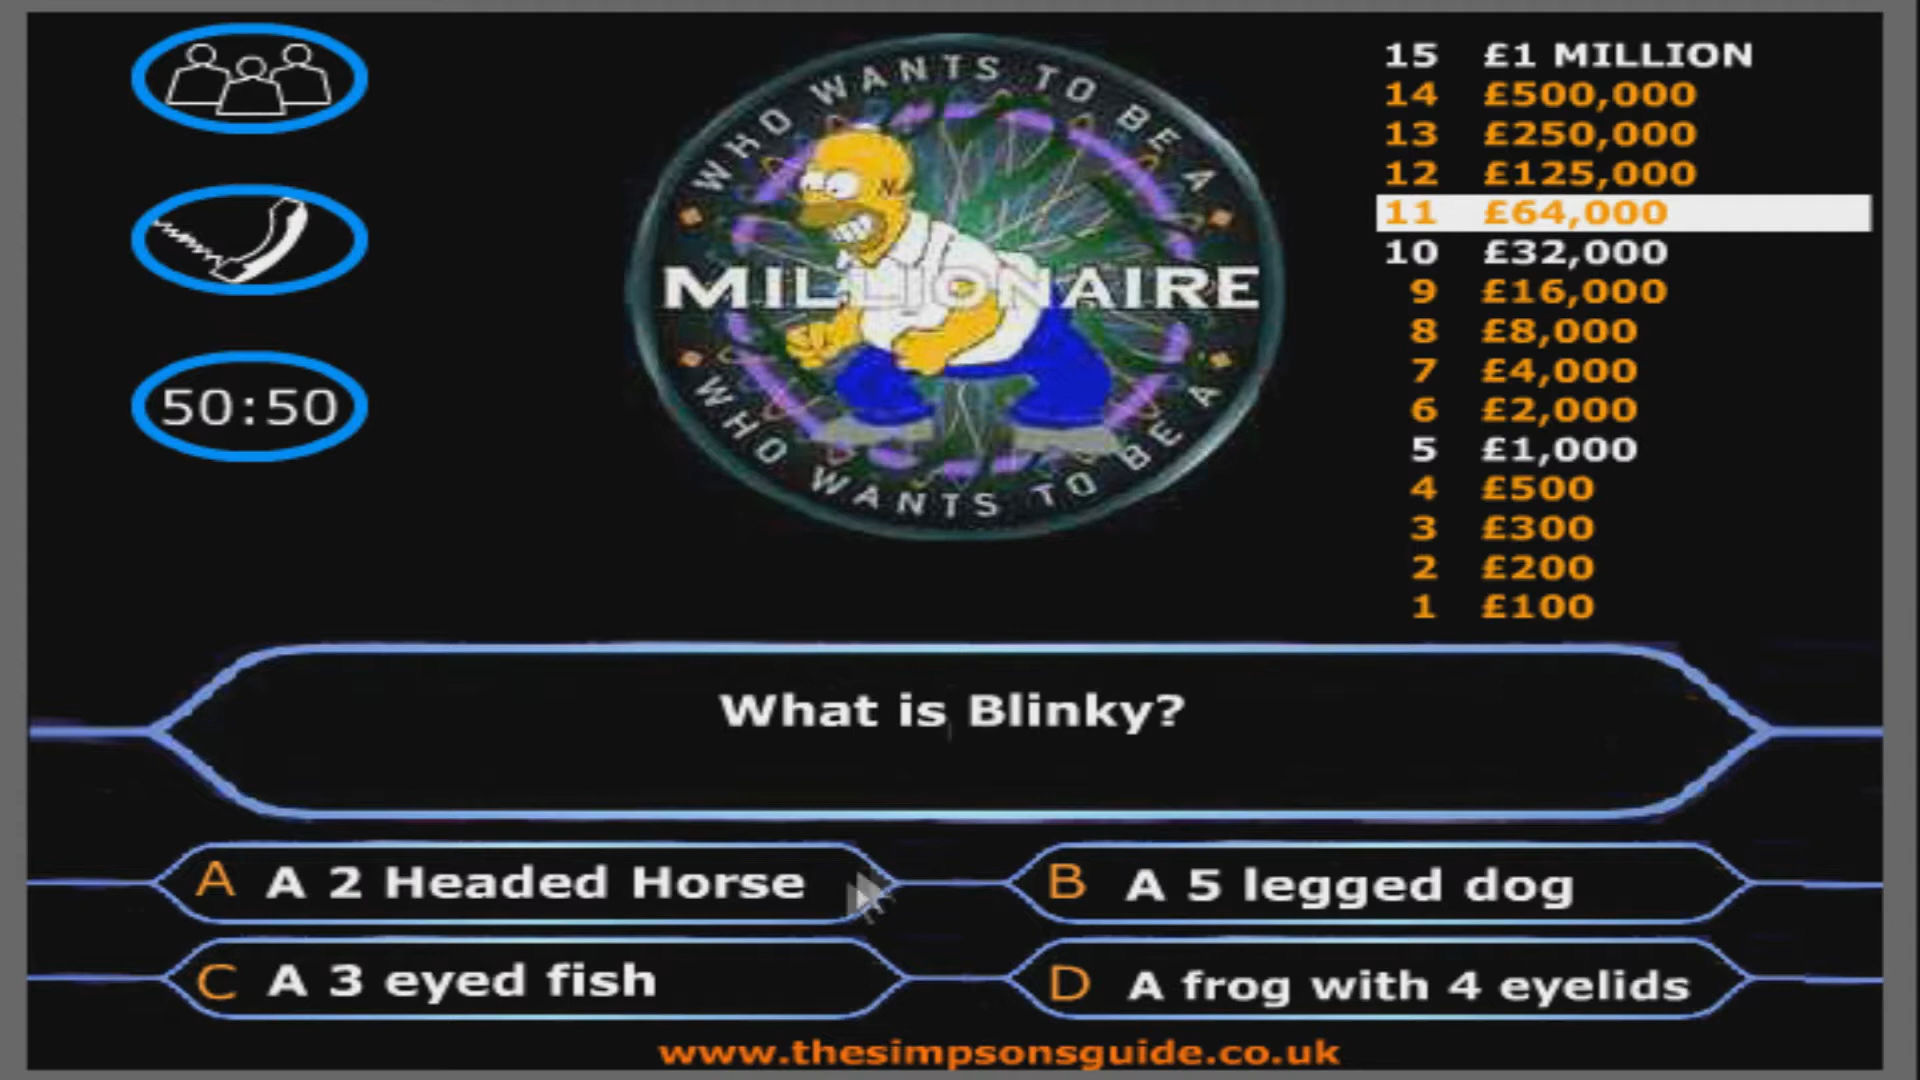 50:50
WHO WANTS TO BE A
MILLIONAIRE
WHO WANTS TO BE A
15 £1 MILLION
14 £500,000
13 £250,000
12 £125,000
11 £64,000
10 £32,000
9 £16,000
8 £8,000
7 £4,000
6 £2,000
5 £1,000
4 £500
3 £300
2 £200
1 £100
What is Blinky?
A A 2 Headed Horse
B A 5 legged dog
C A 3 eyed fish
D A frog with 4 eyelids
www.thesimpsonsguide.co.uk